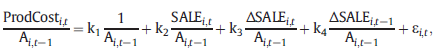 ProdCost_{i,t} / A_{i,t−1} = k_1 1 / A_{i,t−1} + k_2 SALE_{i,t} / A_{i,t−1} + k_3 ΔSALE_{i,t} / A_{i,t−1} + k_4 ΔSALE_{i,t−1} / A_{i,t−1} + ε_{i,t},